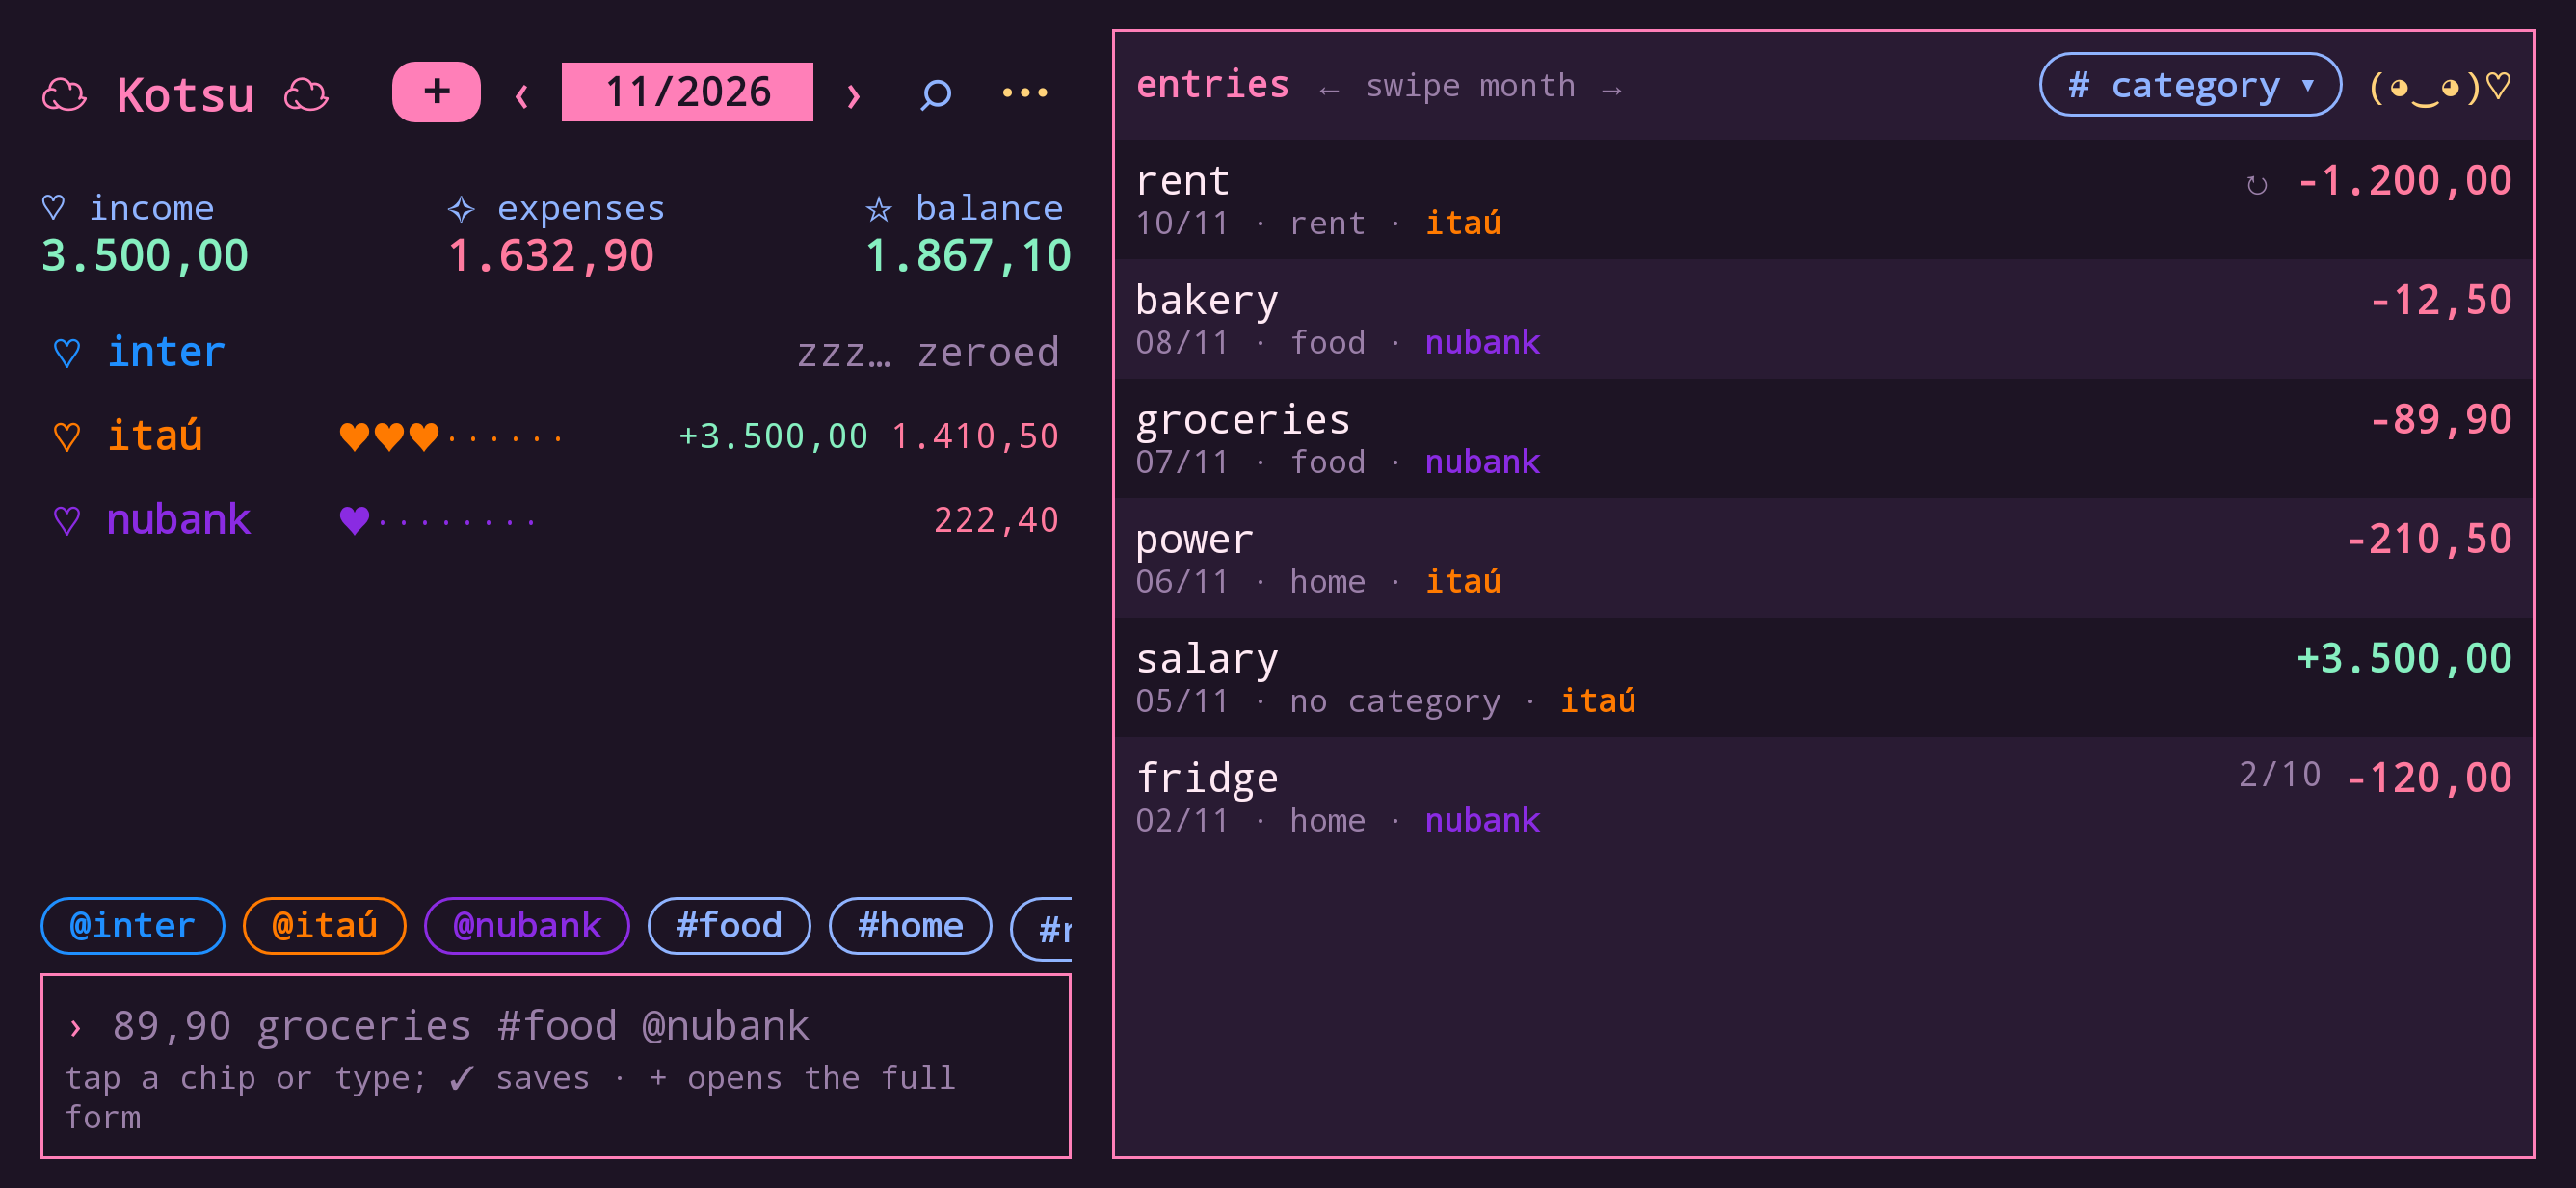 Kotsu + ‹ 11/2026 › ⌕ •••
♡ income ✧ expenses ☆ balance
3.500,00 1.632,90 1.867,10
♡ inter zzz… zeroed
♡ itaú ♥♥♥······ +3.500,00 1.410,50
♡ nubank ♥········ 222,40
@inter @itaú @nubank #food #home
› 89,90 groceries #food @nubank
tap a chip or type; ✓ saves · + opens the full
form
entries ← swipe month → # category ▾ (◕‿◕)♡
rent ↻ -1.200,00
10/11 · rent · itaú
bakery -12,50
08/11 · food · nubank
groceries -89,90
07/11 · food · nubank
power -210,50
06/11 · home · itaú
salary +3.500,00
05/11 · no category · itaú
fridge 2/10 -120,00
02/11 · home · nubank